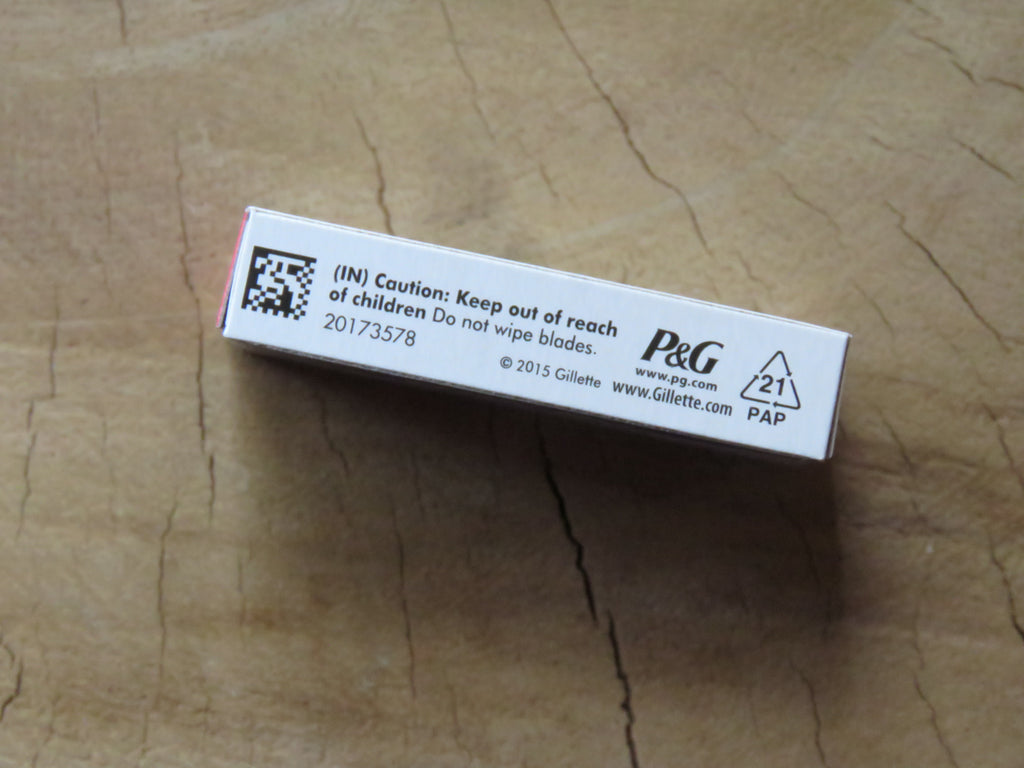 (IN) Caution: Keep out of reach
of children Do not wipe blades.
20173578
© 2015 Gillette
P&G
www.pg.com
www.Gillette.com
21
PAP